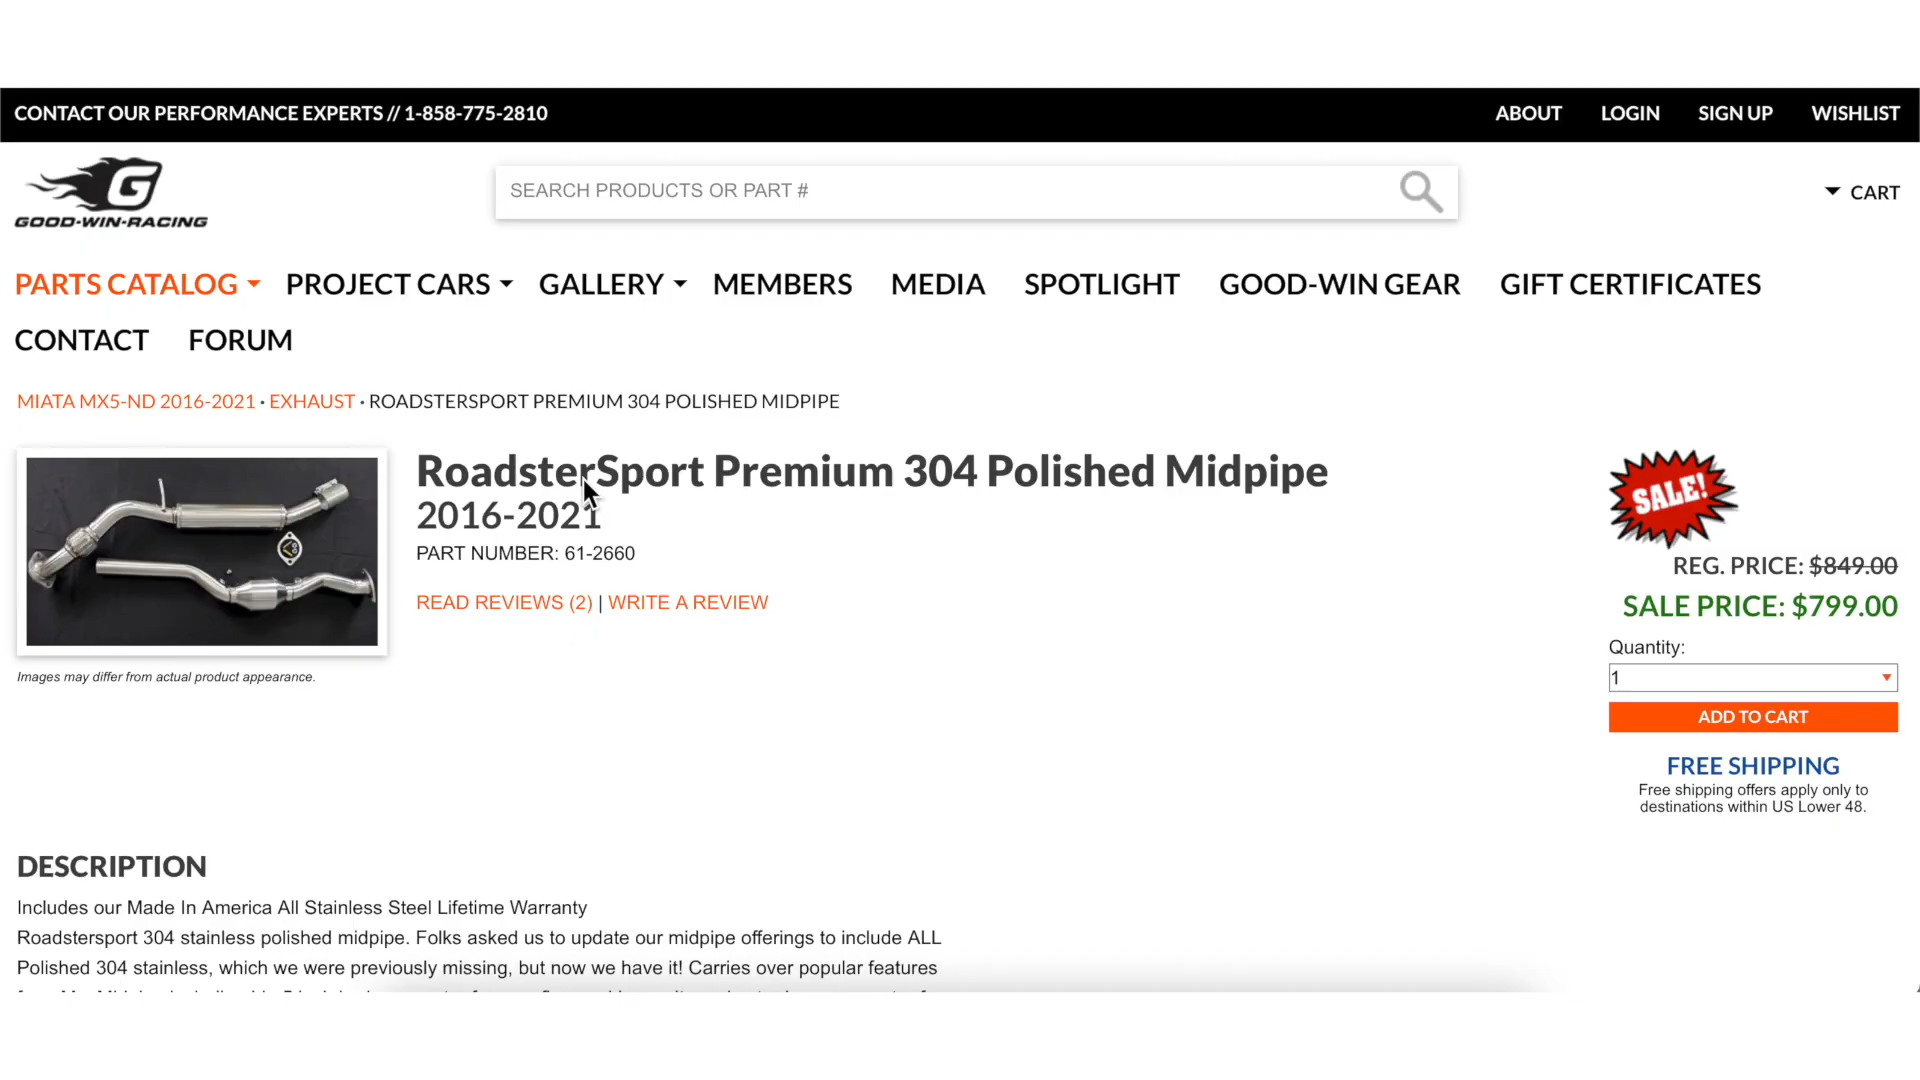 CONTACT OUR PERFORMANCE EXPERTS // 1-858-775-2810
ABOUT LOGIN SIGN UP WISHLIST
G
GOOD-WIN-RACING
SEARCH PRODUCTS OR PART #
CART
PARTS CATALOG PROJECT CARS GALLERY MEMBERS MEDIA SPOTLIGHT GOOD-WIN GEAR GIFT CERTIFICATES
CONTACT FORUM
MIATA MX5-ND 2016-2021 · EXHAUST · ROADSTERSPORT PREMIUM 304 POLISHED MIDPIPE
RoadsterSport Premium 304 Polished Midpipe
2016-2021
PART NUMBER: 61-2660
READ REVIEWS (2) | WRITE A REVIEW
Images may differ from actual product appearance.
SALE!
REG. PRICE: $849.00
SALE PRICE: $799.00
Quantity:
1
ADD TO CART
FREE SHIPPING
Free shipping offers apply only to
destinations within US Lower 48.
DESCRIPTION
Includes our Made In America All Stainless Steel Lifetime Warranty
Roadstersport 304 stainless polished midpipe. Folks asked us to update our midpipe offerings to include ALL
Polished 304 stainless, which we were previously missing, but now we have it! Carries over popular features